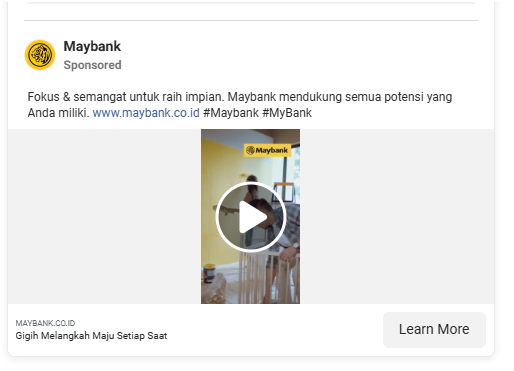 Maybank
Sponsored
Fokus & semangat untuk raih impian. Maybank mendukung semua potensi yang
Anda miliki. www.maybank.co.id #Maybank #MyBank
Maybank
MAYBANK.CO.ID
Gigih Melangkah Maju Setiap Saat
Learn More